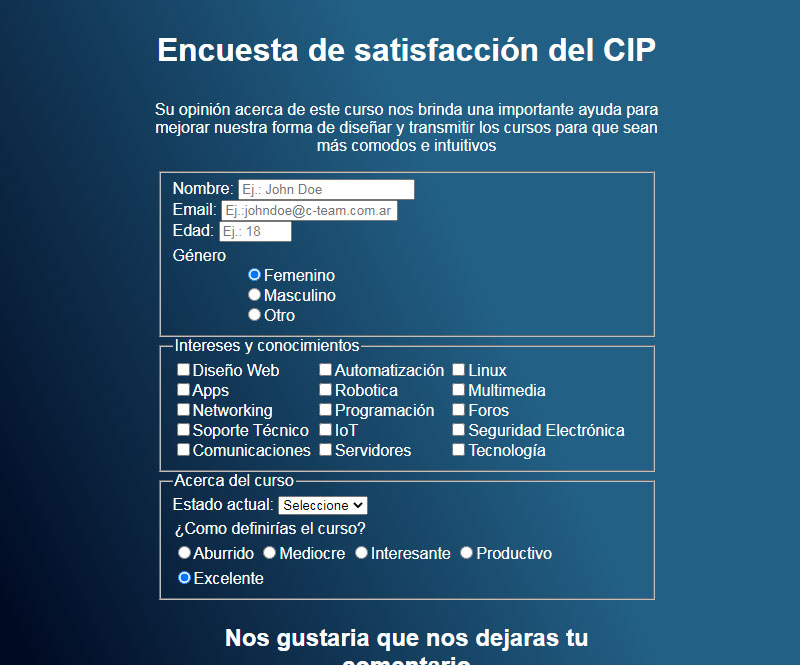 Encuesta de satisfacción del CIP
Su opinión acerca de este curso nos brinda una importante ayuda para
mejorar nuestra forma de diseñar y transmitir los cursos para que sean
más comodos e intuitivos
Nombre: Ej.: John Doe
Email: Ej.:johndoe@c-team.com.ar
Edad: Ej.: 18
Género
Femenino
Masculino
Otro
Intereses y conocimientos
Diseño Web Automatización Linux
Apps Robotica Multimedia
Networking Programación Foros
Soporte Técnico IoT Seguridad Electrónica
Comunicaciones Servidores Tecnología
Acerca del curso
Estado actual: Seleccione
¿Como definirías el curso?
Aburrido Mediocre Interesante Productivo
Excelente
Nos gustaria que nos dejaras tu
comentario